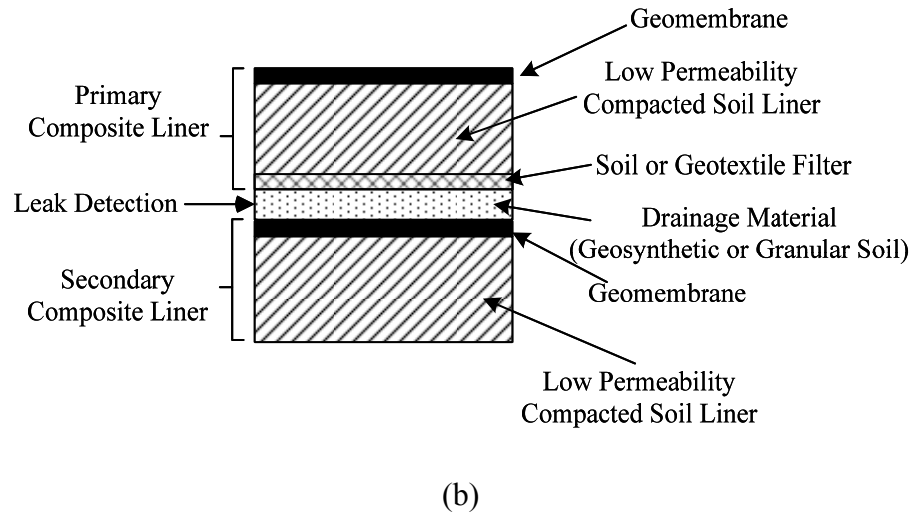 Geomembrane
Low Permeability
Compacted Soil Liner
Primary
Composite Liner
Soil or Geotextile Filter
Leak Detection
Drainage Material
(Geosynthetic or Granular Soil)
Secondary
Composite Liner
Geomembrane
Low Permeability
Compacted Soil Liner
(b)